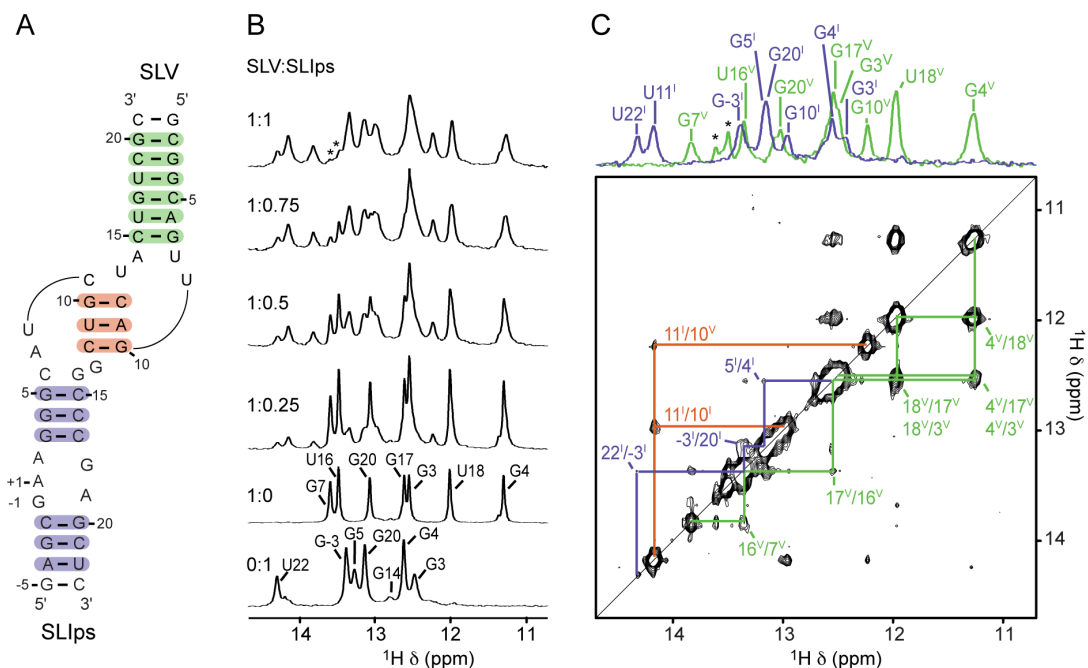 A
SLV
3' 5'
C – G
20 G – C
C – G
U – G
G – C 5
U – A
15 C – G
A U
U U
C
10 G – C
U – A
C – G 10
U
A G
C G
5 G – C 15
G – C
G – C
A G
+1 A
-1 G A
C – G 20
G – C
A – U
-5 G – C
5' 3'
SLIps
B
SLV:SLIps
1:1
* *
1:0.75
1:0.5
1:0.25
1:0
U16 G20 G17 U18 G4
G7 G3
0:1
U22 G-3 G5 G20 G14 G4 G3
14 13 12 11
¹H δ (ppm)
C
G4ᴵ
G5ᴵ G17ⱽ
G20ᴵ G3ⱽ
U11ᴵ U16ⱽ U18ⱽ
U22ᴵ G-3ᴵ G20ⱽ G3ᴵ G4ⱽ
G7ⱽ G10ᴵ G10ⱽ
* *
11
12
13
14
¹H δ (ppm)
11ᴵ/10ⱽ
4ⱽ/18ⱽ
5ᴵ/4ᴵ
18ⱽ/17ⱽ 4ⱽ/17ⱽ
18ⱽ/3ⱽ 4ⱽ/3ⱽ
11ᴵ/10ᴵ
-3ᴵ/20ᴵ
22ᴵ/-3ᴵ
17ⱽ/16ⱽ
16ⱽ/7ⱽ
14 13 12 11
¹H δ (ppm)